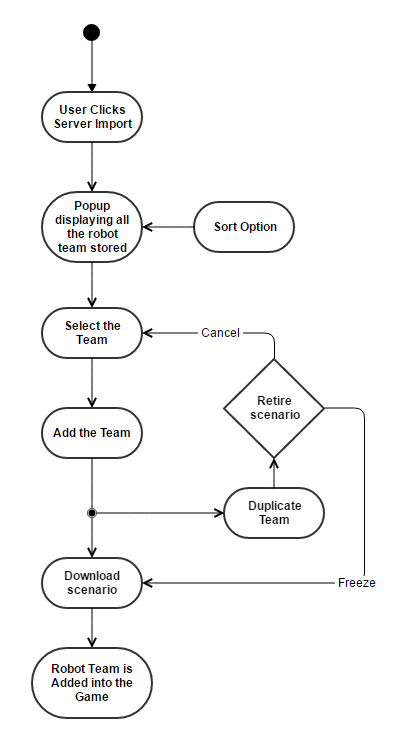 User Clicks
Server Import
Popup
displaying all
the robot
team stored
Sort Option
Select the
Team
Cancel
Retire
scenario
Add the Team
Duplicate
Team
Download
scenario
Freeze
Robot Team is
Added into the
Game